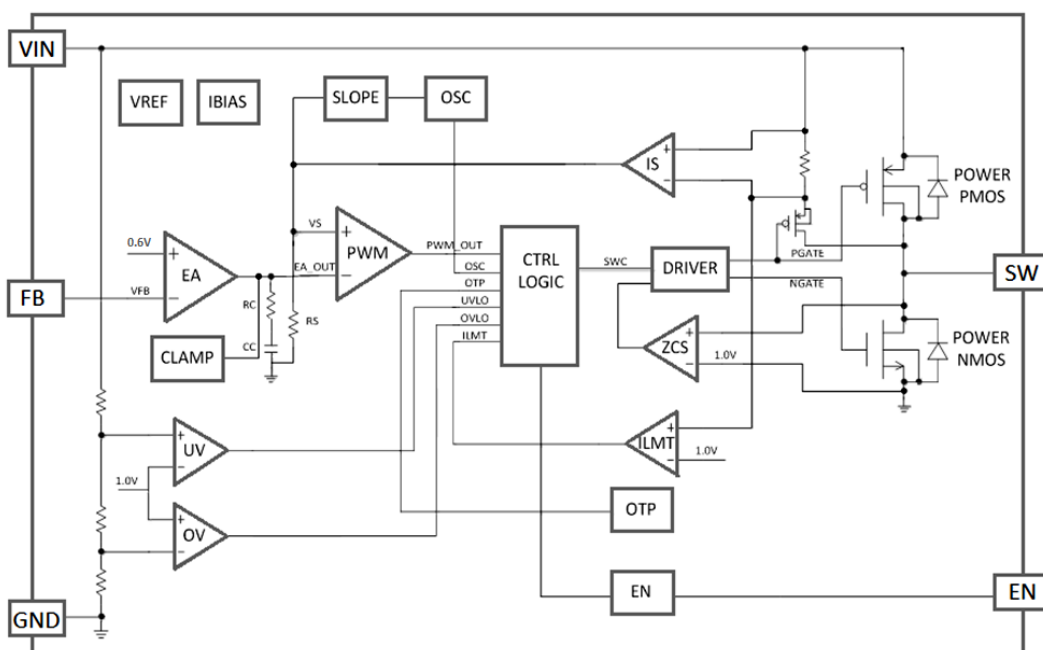 VIN
VREF
IBIAS
SLOPE
OSC
IS
+
−
POWER
PMOS
0.6V
+
EA
−
VFB
FB
VS
+
PWM
−
EA_OUT
PWM_OUT
OSC
OTP
UVLO
OVLO
ILMT
CTRL
LOGIC
SWC
DRIVER
PGATE
NGATE
SW
RC
CC
RS
CLAMP
+
ZCS
−
1.0V
POWER
NMOS
+
UV
−
1.0V
+
OV
−
+
ILMT
−
1.0V
OTP
EN
EN
GND